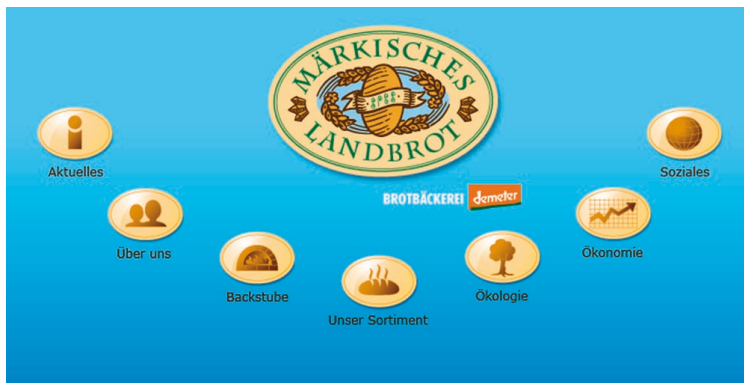 MÄRKISCHES
LANDBROT
BROTBÄCKEREI demeter
Aktuelles
Über uns
Backstube
Unser Sortiment
Ökologie
Ökonomie
Soziales